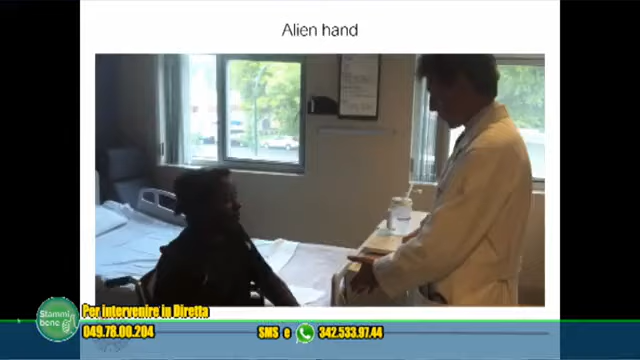 Alien hand
Stammi
bene
Per intervenire in Diretta
049.78.00.204
SMS e 342.533.97.44